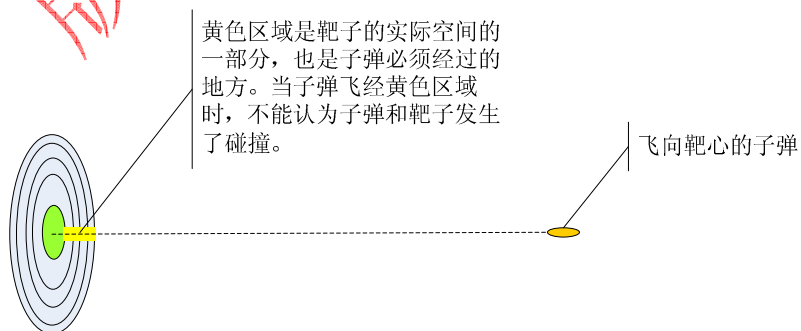 黄色区域是靶子的实际空间的
一部分，也是子弹必须经过的
地方。当子弹飞经黄色区域
时，不能认为子弹和靶子发生
了碰撞。
飞向靶心的子弹